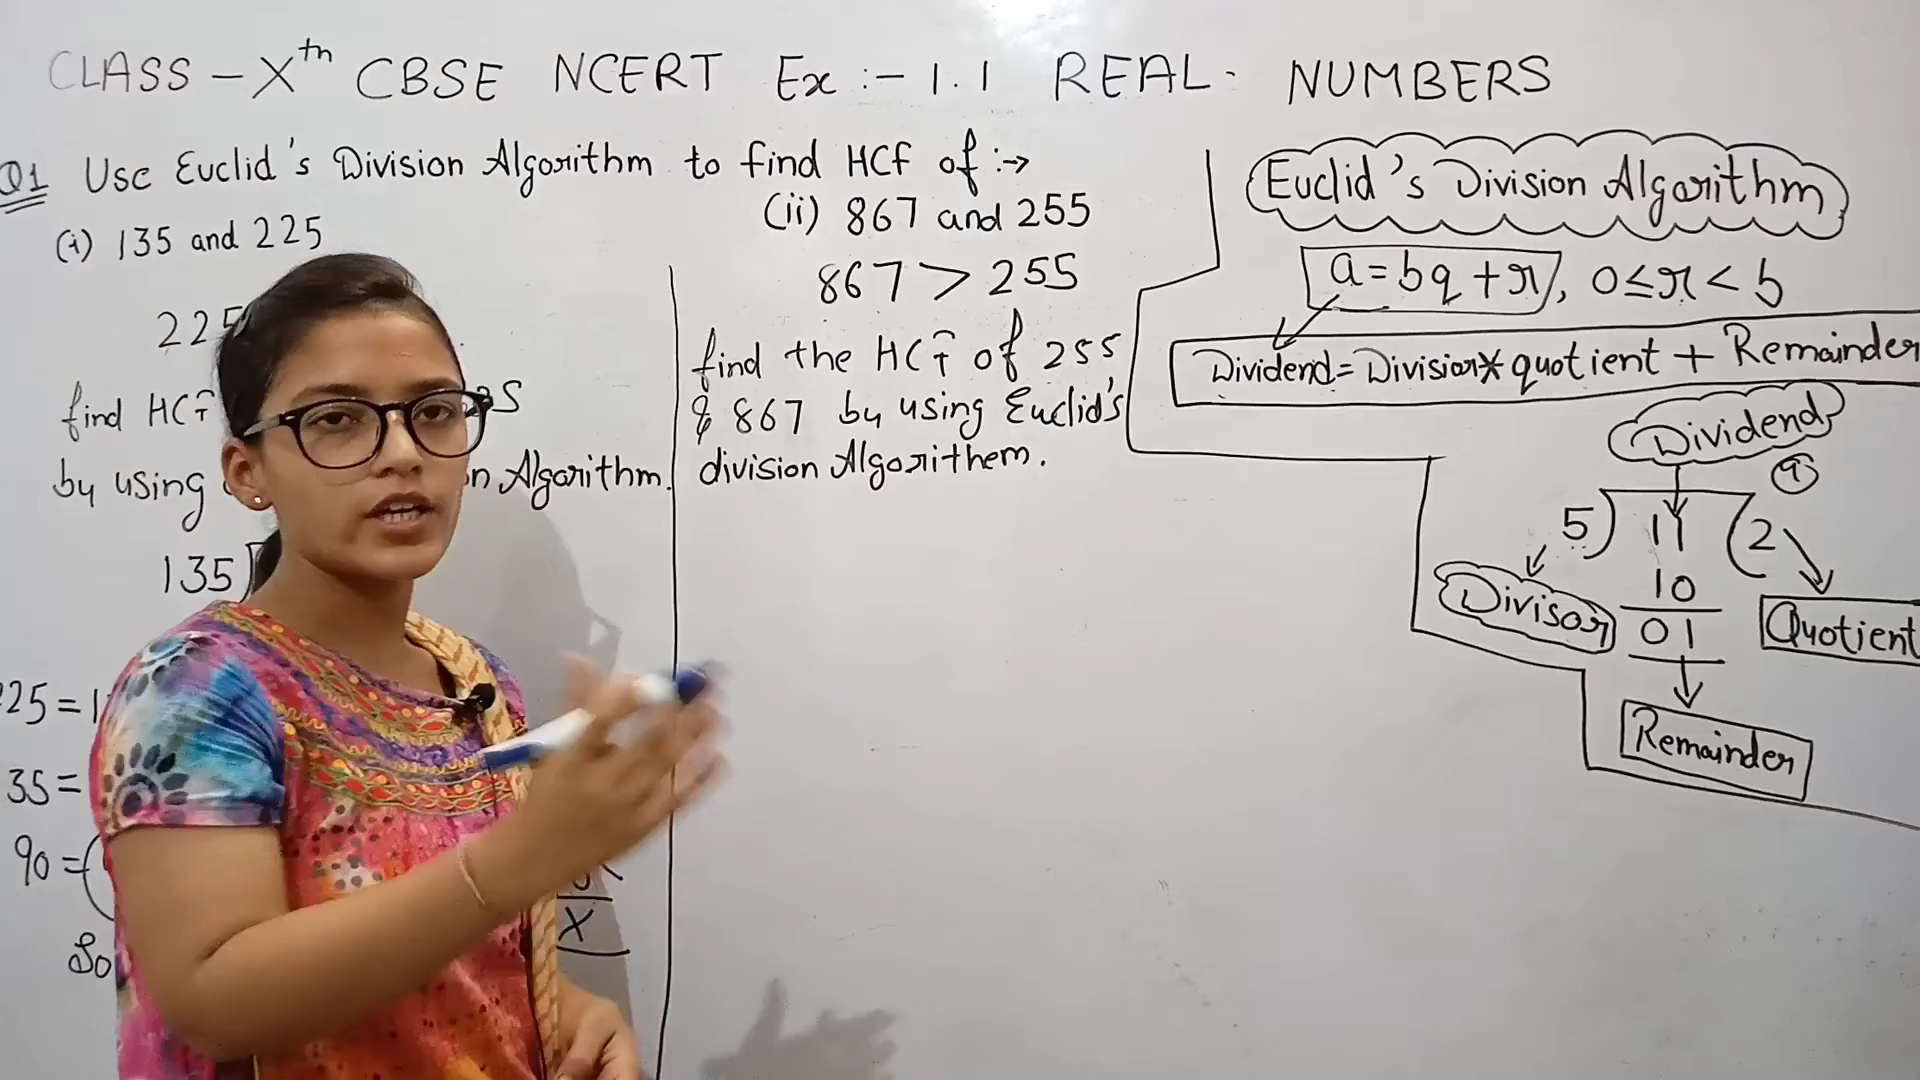 CLASS - Xth CBSE NCERT Ex :- 1.1 REAL NUMBERS
Q1 Use Euclid's Division Algorithm to find HCF of :→
(i) 135 and 225
225
find HCF
by using n Algorithm.
135
25 = 1
35 =
90 = (
So
X
(ii) 867 and 255
867 > 255
find the HCF of 255
& 867 by using Euclid's
division Algorithem.
Euclid's Division Algorithm
a = bq + r, 0 ≤ r < b
Dividend = Division * quotient + Remainder
Dividend
5) 11 (2
10
01
Divisor
Quotient
Remainder